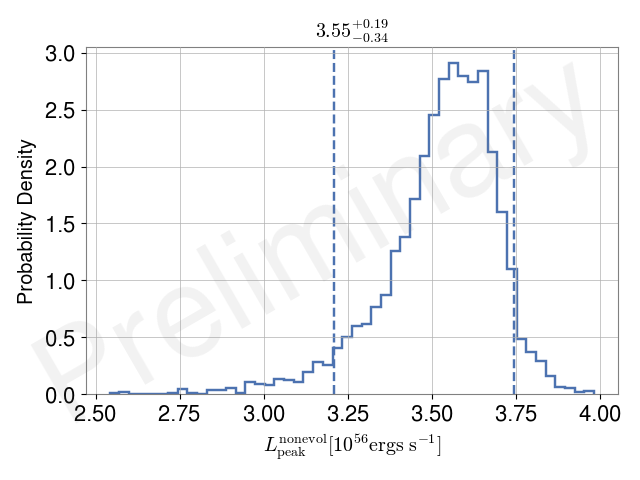 3.55^{+0.19}_{-0.34}
3.0
2.5
2.0
1.5
1.0
0.5
0.0
Probability Density
Preliminary
2.50 2.75 3.00 3.25 3.50 3.75 4.00
L_{peak}^{nonevol}[10^{56}ergs s^{-1}]